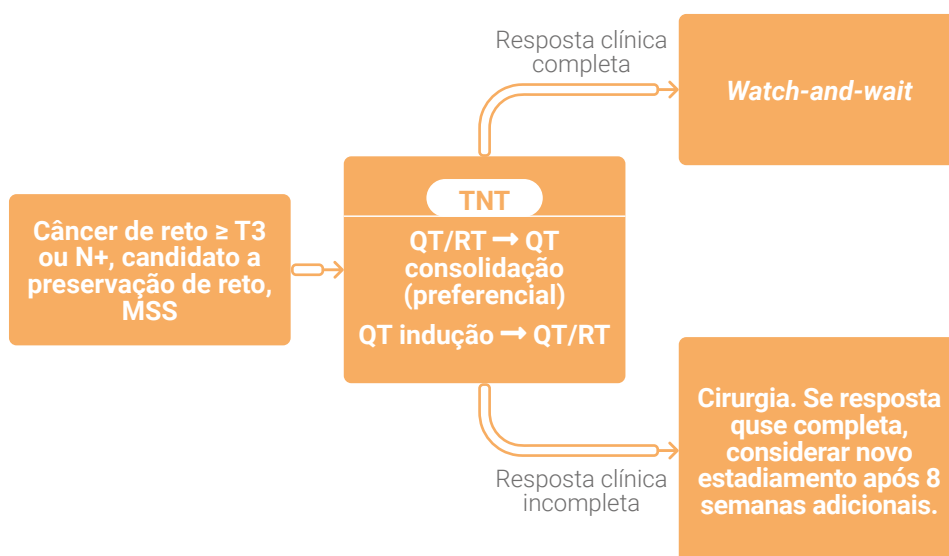 Câncer de reto ≥ T3
ou N+, candidato a
preservação de reto,
MSS
TNT
QT/RT → QT
consolidação
(preferencial)
QT indução → QT/RT
Resposta clínica
completa
Watch-and-wait
Resposta clínica
incompleta
Cirurgia. Se resposta
quse completa,
considerar novo
estadiamento após 8
semanas adicionais.